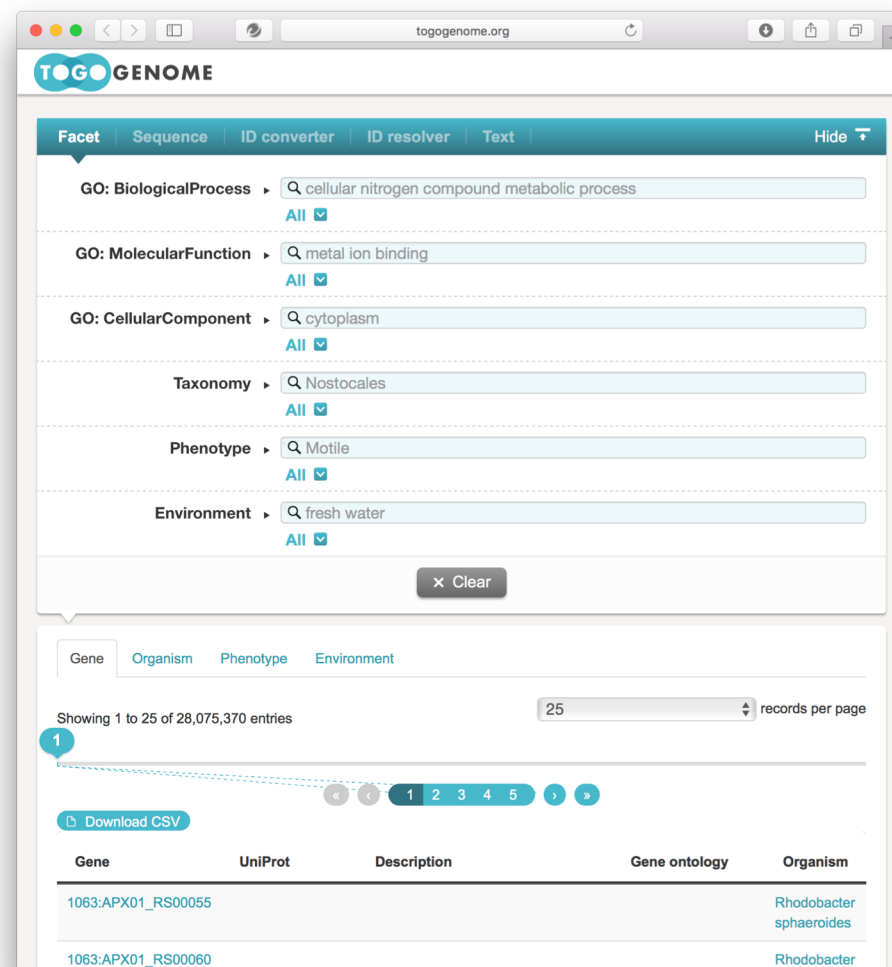 togogenome.org
TOGOGENOME
Facet Sequence ID converter ID resolver Text Hide
GO: BiologicalProcess cellular nitrogen compound metabolic process
All
GO: MolecularFunction metal ion binding
All
GO: CellularComponent cytoplasm
All
Taxonomy Nostocales
All
Phenotype Motile
All
Environment fresh water
All
× Clear
Gene Organism Phenotype Environment
Showing 1 to 25 of 28,075,370 entries 25 records per page
1
« ‹ 1 2 3 4 5 › »
Download CSV
Gene UniProt Description Gene ontology Organism
1063:APX01_RS00055 Rhodobacter
sphaeroides
1063:APX01_RS00060 Rhodobacter